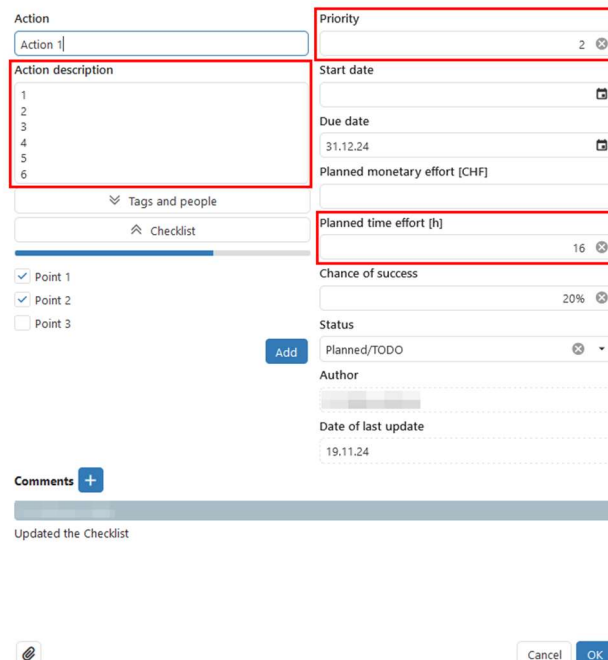 Action
Action 1
Action description
1
2
3
4
5
6
Tags and people
Checklist
Point 1
Point 2
Point 3
Add
Priority
2
Start date
Due date
31.12.24
Planned monetary effort [CHF]
Planned time effort [h]
16
Chance of success
20%
Status
Planned/TODO
Author
Date of last update
19.11.24
Comments +
Updated the Checklist
Cancel OK